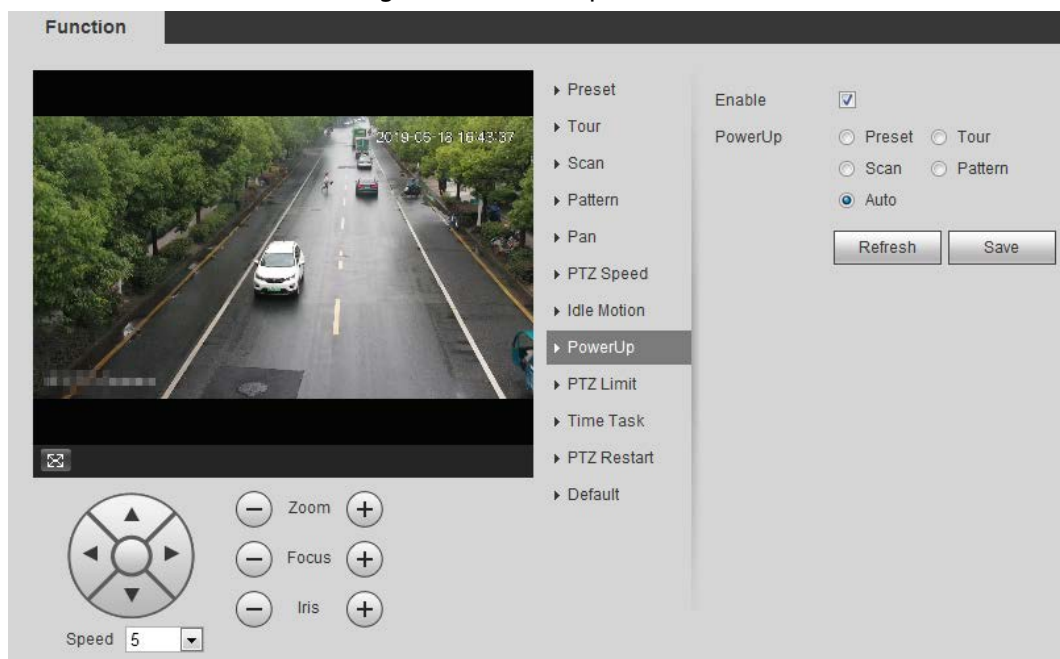 Function
2019-05-18 16:43:37
Preset
Tour
Scan
Pattern
Pan
PTZ Speed
Idle Motion
PowerUp
PTZ Limit
Time Task
PTZ Restart
Default
Enable
PowerUp Preset Tour
Scan Pattern
Auto
Refresh Save
Zoom
Focus
Iris
Speed 5